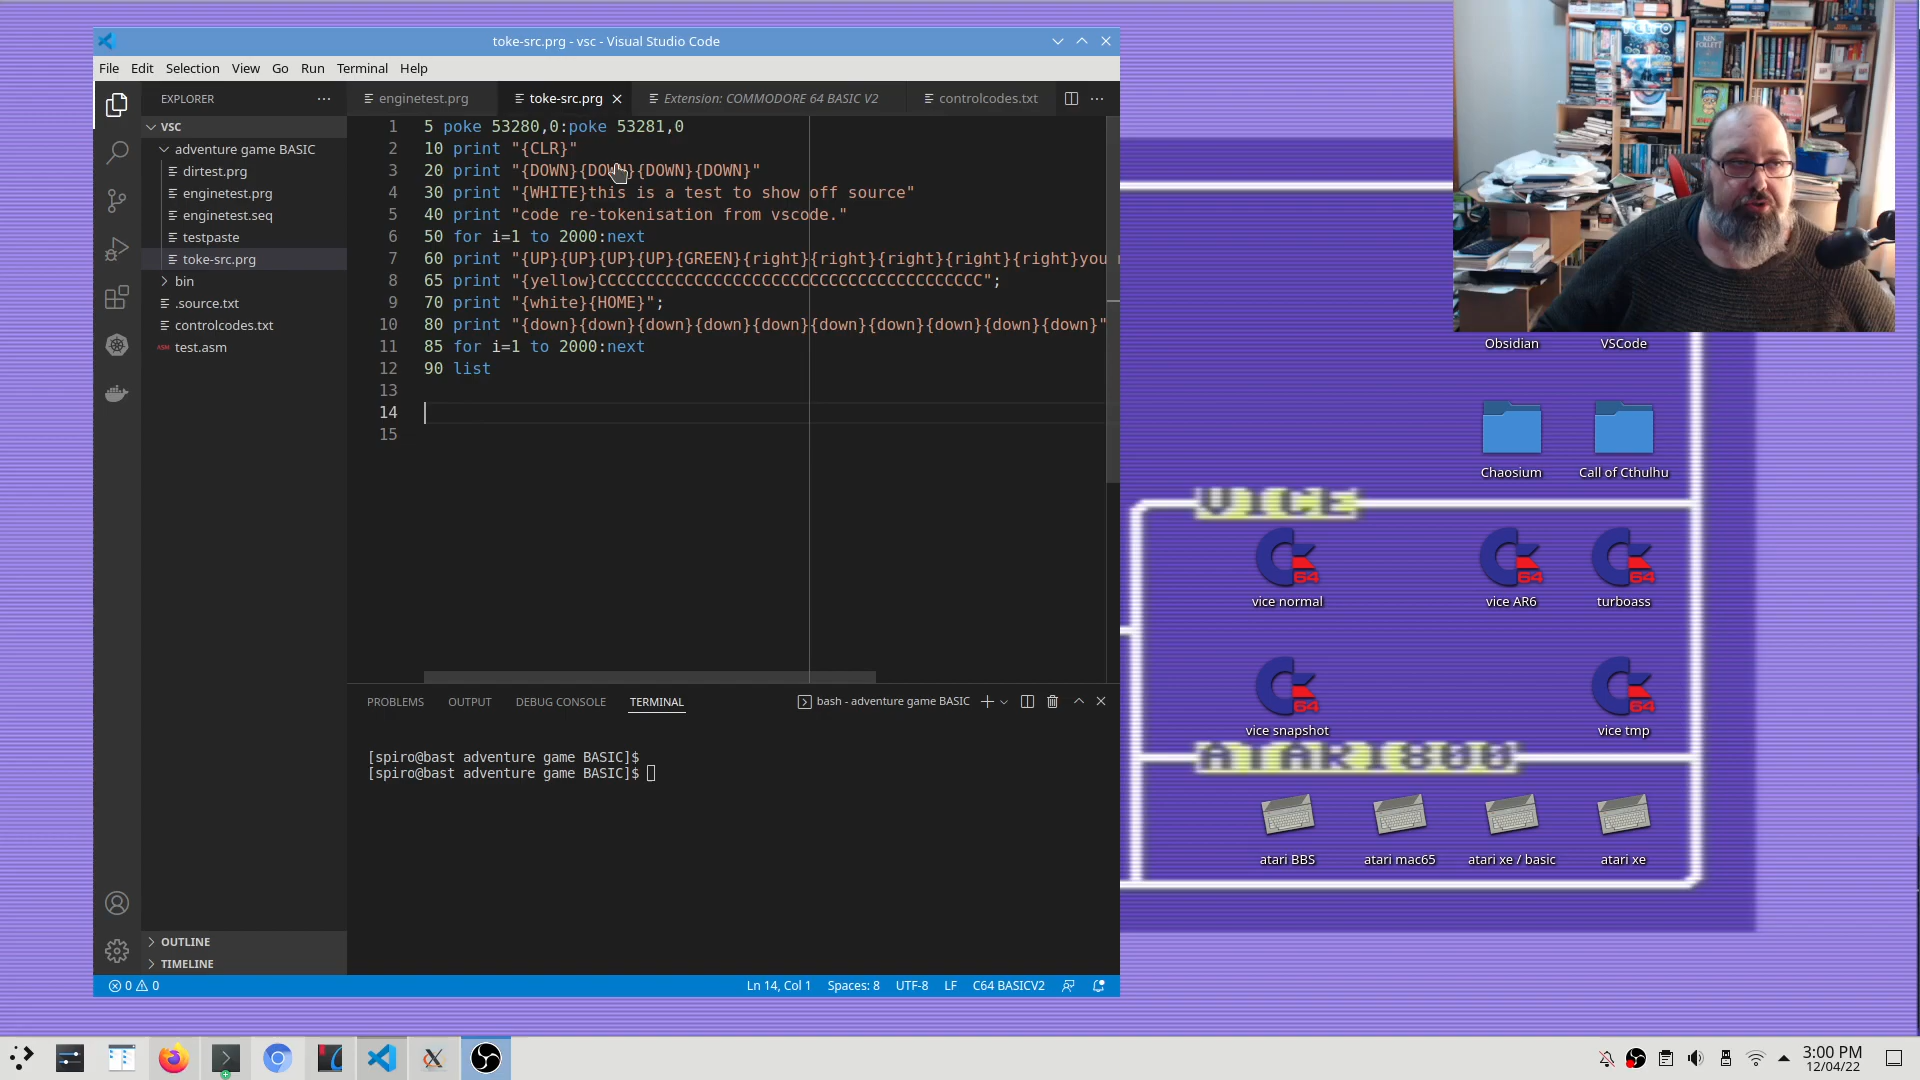 toke-src.prg - vsc - Visual Studio Code
File Edit Selection View Go Run Terminal Help
EXPLORER
enginetest.prg
toke-src.prg
Extension: COMMODORE 64 BASIC V2
controlcodes.txt
VSC
adventure game BASIC
dirtest.prg
enginetest.prg
enginetest.seq
testpaste
toke-src.prg
bin
.source.txt
controlcodes.txt
ASM test.asm
OUTLINE
TIMELINE
1 5 poke 53280,0:poke 53281,0
2 10 print "{CLR}"
3 20 print "{DOWN}{DOWN}{DOWN}{DOWN}"
4 30 print "{WHITE}this is a test to show off source"
5 40 print "code re-tokenisation from vscode."
6 50 for i=1 to 2000:next
7 60 print "{UP}{UP}{UP}{UP}{GREEN}{right}{right}{right}{right}{right}you
8 65 print "{yellow}CCCCCCCCCCCCCCCCCCCCCCCCCCCCCCCCCCCCCCCC";
9 70 print "{white}{HOME}";
10 80 print "{down}{down}{down}{down}{down}{down}{down}{down}{down}{down}"
11 85 for i=1 to 2000:next
12 90 list
13
14
15
PROBLEMS OUTPUT DEBUG CONSOLE TERMINAL
bash - adventure game BASIC
[spiro@bast adventure game BASIC]$
[spiro@bast adventure game BASIC]$
0 0
Ln 14, Col 1 Spaces: 8 UTF-8 LF C64 BASICV2
KEN
FOLLETT
Obsidian
VSCode
Chaosium
Call of Cthulhu
VICE
64
vice normal
64
vice AR6
64
turboass
64
vice snapshot
64
vice tmp
ATARI800
atari BBS
atari mac65
atari xe / basic
atari xe
3:00 PM
12/04/22